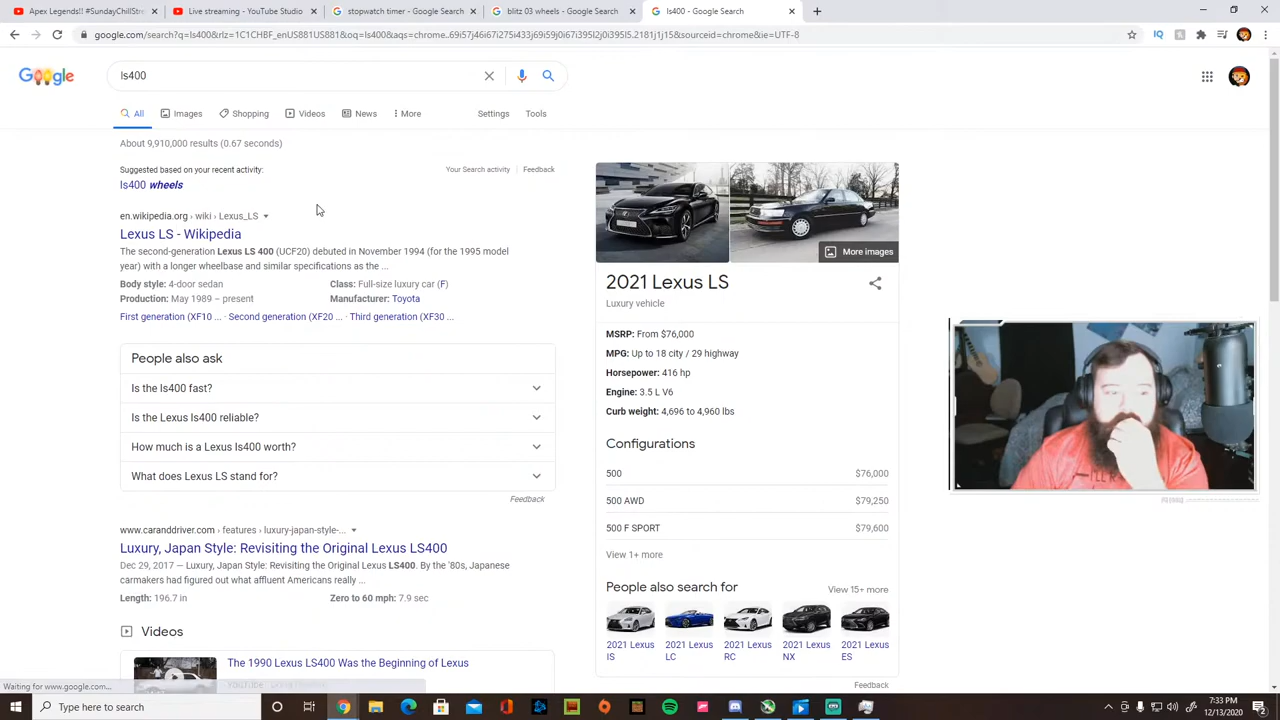 Apex Legends!! #SundayChillStre
Live streaming - YouTube Studio
stopwatch timer - Google Search
blitz 03 wheels - Google Search
ls400 - Google Search
google.com/search?q=ls400&rlz=1C1CHBF_enUS881US881&oq=ls400&aqs=chrome..69i57j46i67i275i433j69i59j0i67i395l2j0i395l5.2181j1j15&sourceid=chrome&ie=UTF-8
Google
ls400
All
Images
Shopping
Videos
News
More
Settings
Tools
About 9,910,000 results (0.67 seconds)
Suggested based on your recent activity:
Your Search activity
Feedback
ls400 wheels
en.wikipedia.org › wiki › Lexus_LS
Lexus LS - Wikipedia
The second-generation Lexus LS 400 (UCF20) debuted in November 1994 (for the 1995 model
year) with a longer wheelbase and similar specifications as the ...
Body style: 4-door sedan
Class: Full-size luxury car (F)
Production: May 1989 – present
Manufacturer: Toyota
First generation (XF10 ... · Second generation (XF20 ... · Third generation (XF30 ...
People also ask
Is the ls400 fast?
Is the Lexus ls400 reliable?
How much is a Lexus ls400 worth?
What does Lexus LS stand for?
Feedback
www.caranddriver.com › features › luxury-japan-style-...
Luxury, Japan Style: Revisiting the Original Lexus LS400
Dec 29, 2017 — Luxury, Japan Style: Revisiting the Original Lexus LS400. By the '80s, Japanese
carmakers had figured out what affluent Americans really ...
Length: 196.7 in
Zero to 60 mph: 7.9 sec
Videos
The 1990 Lexus LS400 Was the Beginning of Lexus
More images
2021 Lexus LS
Luxury vehicle
MSRP: From $76,000
MPG: Up to 18 city / 29 highway
Horsepower: 416 hp
Engine: 3.5 L V6
Curb weight: 4,696 to 4,960 lbs
Configurations
500
$76,000
500 AWD
$79,250
500 F SPORT
$79,600
View 1+ more
People also search for
View 15+ more
2021 Lexus
IS
2021 Lexus
LC
2021 Lexus
RC
2021 Lexus
NX
2021 Lexus
ES
Feedback
Waiting for www.google.com...
Type here to search
7:33 PM
12/13/2020